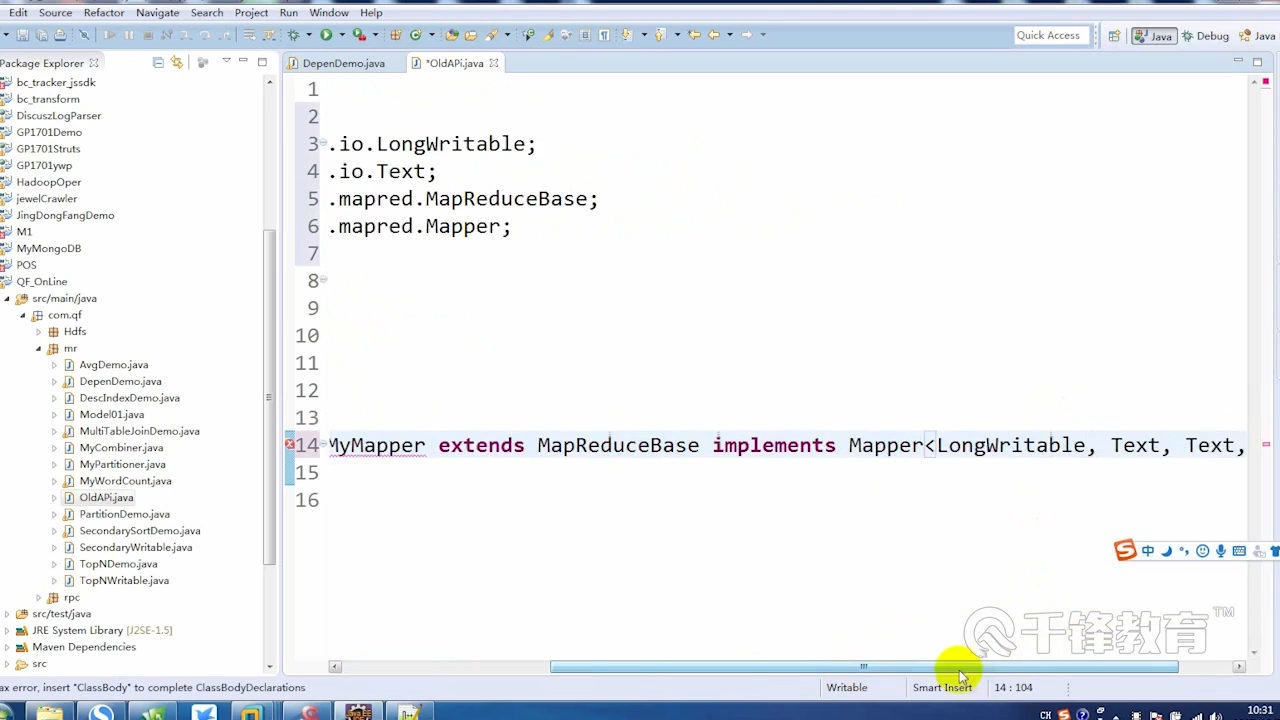 Edit Source Refactor Navigate Search Project Run Window Help
Quick Access
Java
Debug
Java
Package Explorer
DepenDemo.java
*OldAPi.java
bc_tracker_jssdk
bc_transform
DiscuszLogParser
GP1701Demo
GP1701Struts
GP1701ywp
HadoopOper
jewelCrawler
JingDongFangDemo
M1
MyMongoDB
POS
QF_OnLine
src/main/java
com.qf
Hdfs
mr
AvgDemo.java
DepenDemo.java
DescIndexDemo.java
Model01.java
MultiTableJoinDemo.java
MyCombiner.java
MyPartitioner.java
MyWordCount.java
OldAPi.java
PartitionDemo.java
SecondarySortDemo.java
SecondaryWritable.java
TopNDemo.java
TopNWritable.java
rpc
src/test/java
JRE System Library [J2SE-1.5]
Maven Dependencies
src
1
2
3 .io.LongWritable;
4 .io.Text;
5 .mapred.MapReduceBase;
6 .mapred.Mapper;
7
8
9
10
11
12
13
14 MyMapper extends MapReduceBase implements Mapper<LongWritable, Text, Text,
15
16
中
千锋教育™
ax error, insert "ClassBody" to complete ClassBodyDeclarations
Writable
Smart Insert
14 : 104
CH
10:31